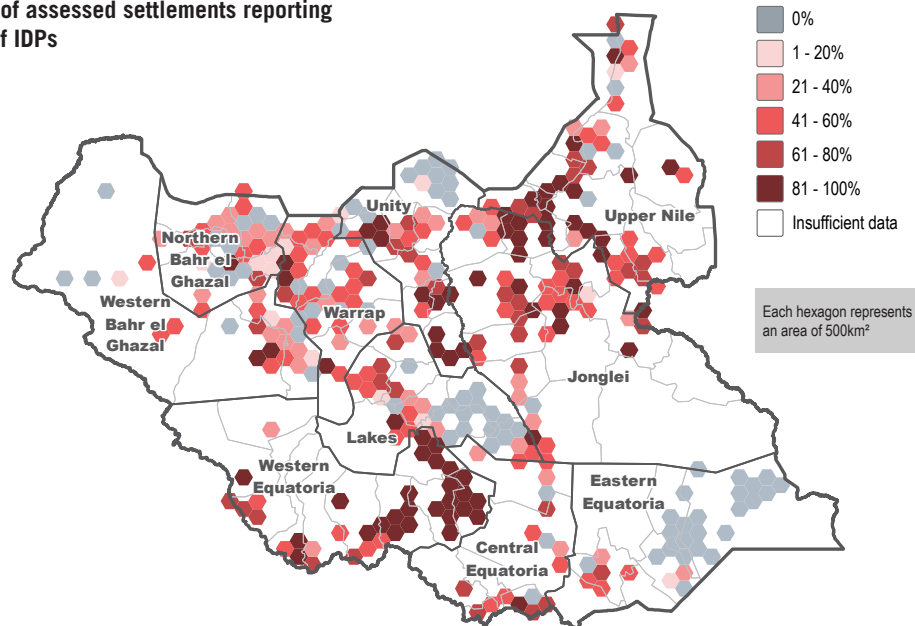 of assessed settlements reporting
f IDPs
0%
1 - 20%
21 - 40%
41 - 60%
61 - 80%
81 - 100%
Insufficient data
Each hexagon represents
an area of 500km²
Unity
Upper Nile
Northern
Bahr el
Ghazal
Western
Bahr el
Ghazal
Warrap
Jonglei
Lakes
Western
Equatoria
Eastern
Equatoria
Central
Equatoria